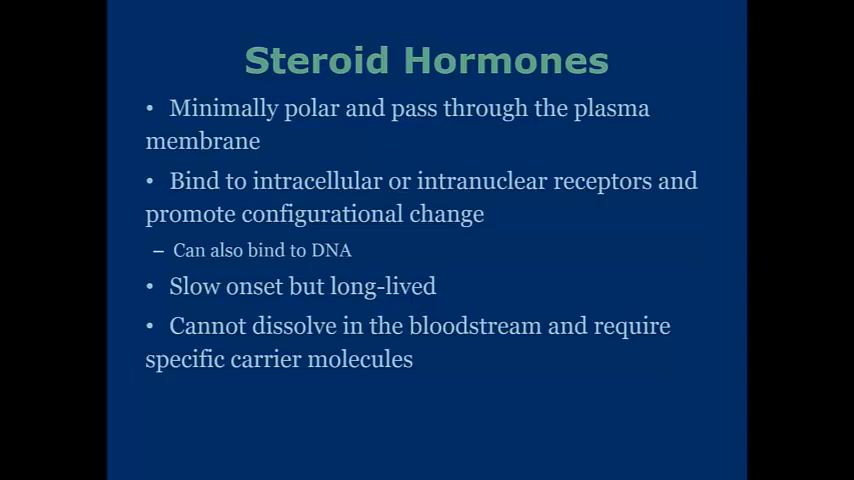 Steroid Hormones
• Minimally polar and pass through the plasma
membrane
• Bind to intracellular or intranuclear receptors and
promote configurational change
– Can also bind to DNA
• Slow onset but long-lived
• Cannot dissolve in the bloodstream and require
specific carrier molecules